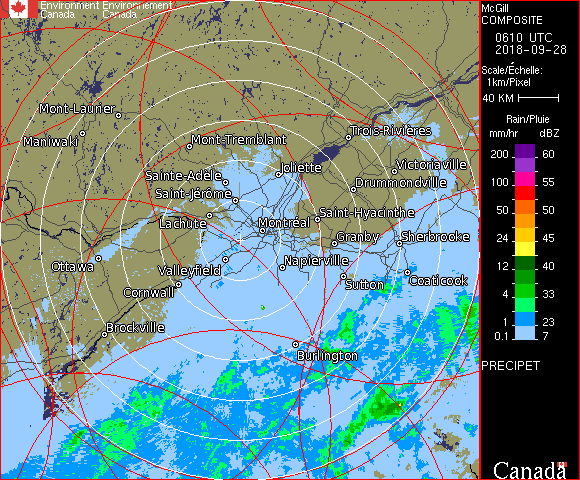 Environment Environnement
Canada Canada
McGill
COMPOSITE
0610 UTC
2018-09-28
Scale/Échelle:
1km/Pixel
40 KM
Rain/Pluie
mm/hr dBZ
200 60
100 55
50 50
24 45
12 40
4 33
1 23
0.1 7
PRECIPET
Canada
Mont-Laurier
Maniwaki
Mont-Tremblant
Trois-Rivières
Sainte-Adèle
Joliette
Victoriaville
Saint-Jérôme
Drummondville
Lachute
Montréal
Saint-Hyacinthe
Granby
Sherbrooke
Ottawa
Valleyfield
Napierville
Cornwall
Sutton
Coaticook
Brockville
Burlington